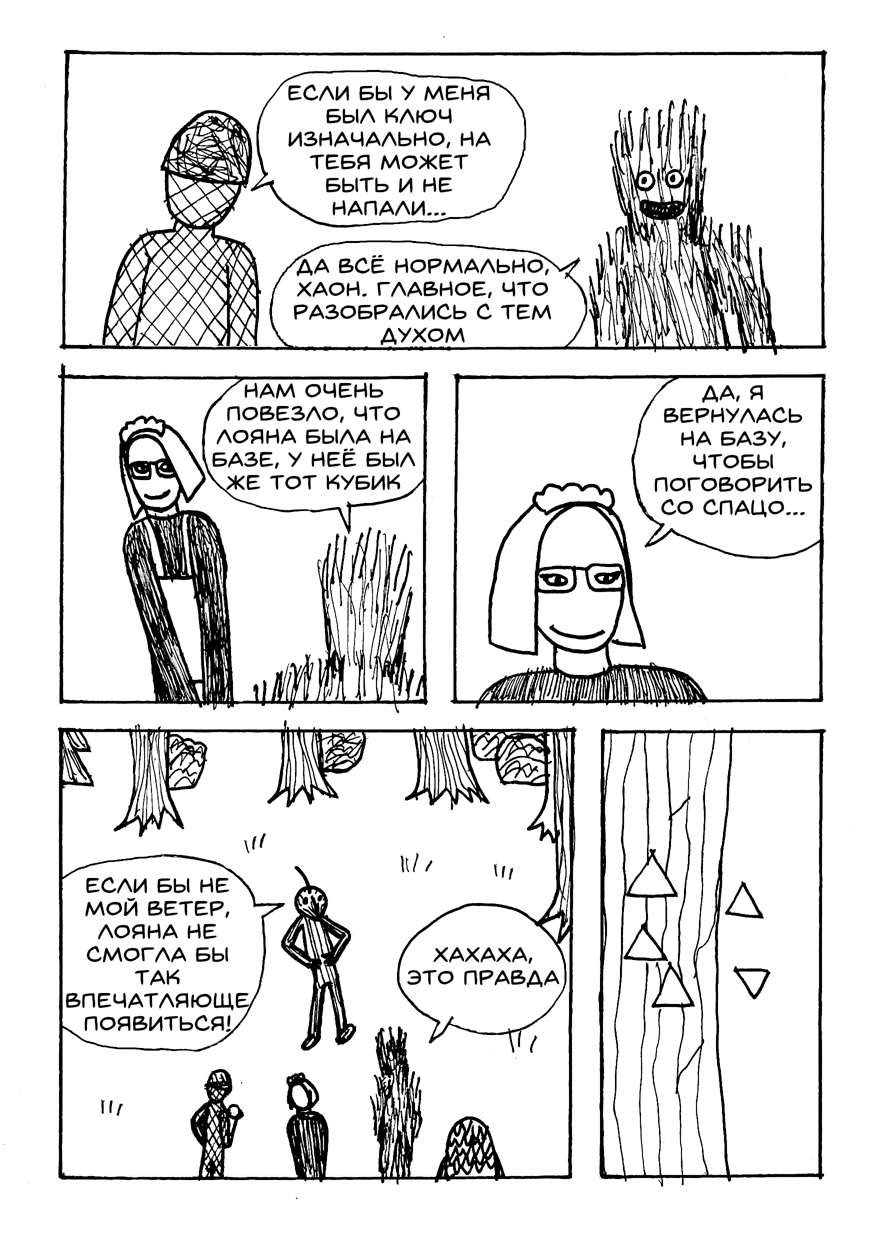 ЕСЛИ БЫ У МЕНЯ
БЫЛ КЛЮЧ
ИЗНАЧАЛЬНО, НА
ТЕБЯ МОЖЕТ
БЫТЬ И НЕ
НАПАЛИ...
ДА ВСЁ НОРМАЛЬНО,
ХАОН. ГЛАВНОЕ, ЧТО
РАЗОБРАЛИСЬ С ТЕМ
ДУХОМ
НАМ ОЧЕНЬ
ПОВЕЗЛО, ЧТО
ЛОЯНА БЫЛА НА
БАЗЕ, У НЕЁ БЫЛ
ЖЕ ТОТ КУБИК
ДА, Я
ВЕРНУЛАСЬ
НА БАЗУ,
ЧТОБЫ
ПОГОВОРИТЬ
СО СПАЦО...
ЕСЛИ БЫ НЕ
МОЙ ВЕТЕР,
ЛОЯНА НЕ
СМОГЛА БЫ
ТАК
ВПЕЧАТЛЯЮЩЕ
ПОЯВИТЬСЯ!
ХАХАХА,
ЭТО ПРАВДА